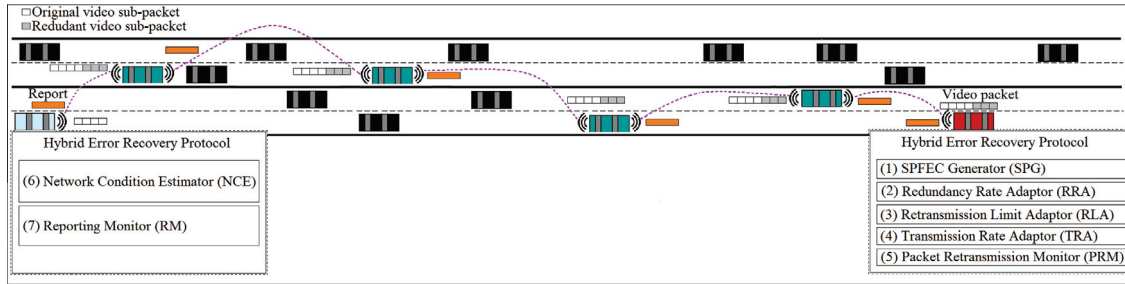 Original video sub-packet
Redudant video sub-packet
Report
Video packet
Hybrid Error Recovery Protocol
(6) Network Condition Estimator (NCE)
(7) Reporting Monitor (RM)
Hybrid Error Recovery Protocol
(1) SPFEC Generator (SPG)
(2) Redundancy Rate Adaptor (RRA)
(3) Retransmission Limit Adaptor (RLA)
(4) Transmission Rate Adaptor (TRA)
(5) Packet Retransmission Monitor (PRM)